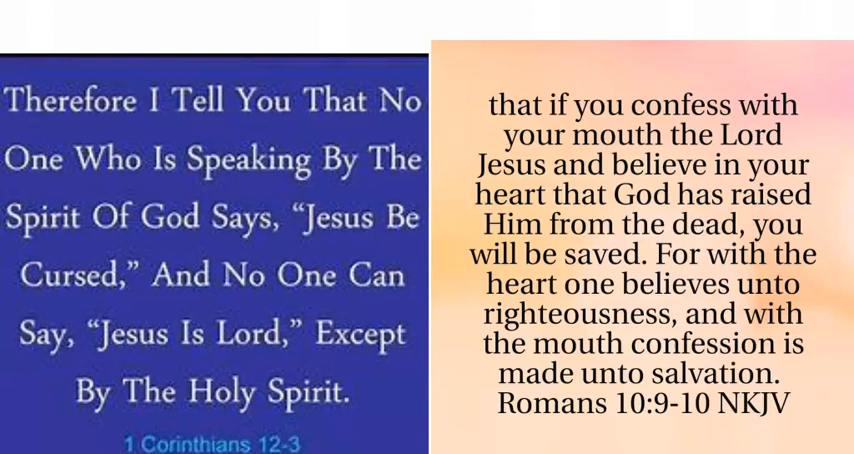 Therefore I Tell You That No
One Who Is Speaking By The
Spirit Of God Says, “Jesus Be
Cursed,” And No One Can
Say, “Jesus Is Lord,” Except
By The Holy Spirit.
1 Corinthians 12-3
that if you confess with
your mouth the Lord
Jesus and believe in your
heart that God has raised
Him from the dead, you
will be saved. For with the
heart one believes unto
righteousness, and with
the mouth confession is
made unto salvation.
Romans 10:9-10 NKJV